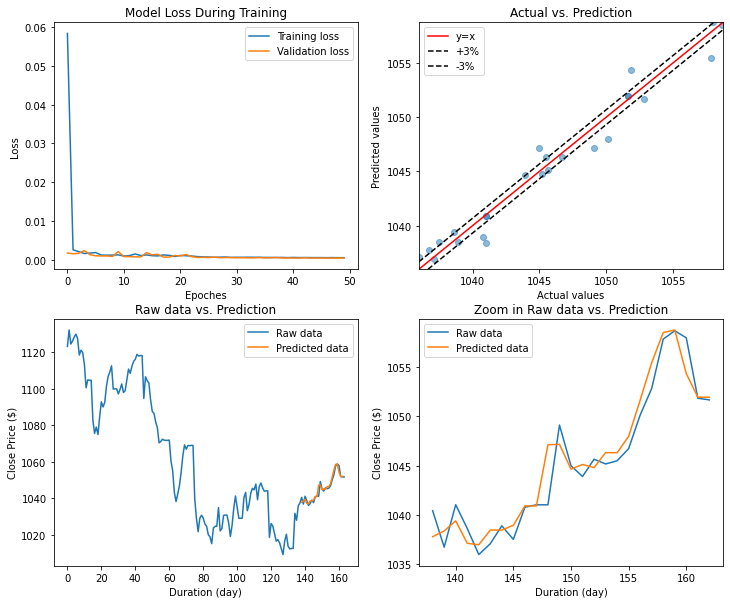 Model Loss During Training
Loss
0.06
0.05
0.04
0.03
0.02
0.01
0.00
Training loss
Validation loss
0
10
20
30
40
50
Epoches
Actual vs. Prediction
Predicted values
1055
1050
1045
1040
y=x
+3%
-3%
1040
1045
1050
1055
Actual values
Raw data vs. Prediction
Close Price ($)
1120
1100
1080
1060
1040
1020
Raw data
Predicted data
0
20
40
60
80
100
120
140
160
Duration (day)
Zoom in Raw data vs. Prediction
Close Price ($)
1055
1050
1045
1040
1035
Raw data
Predicted data
140
145
150
155
160
Duration (day)